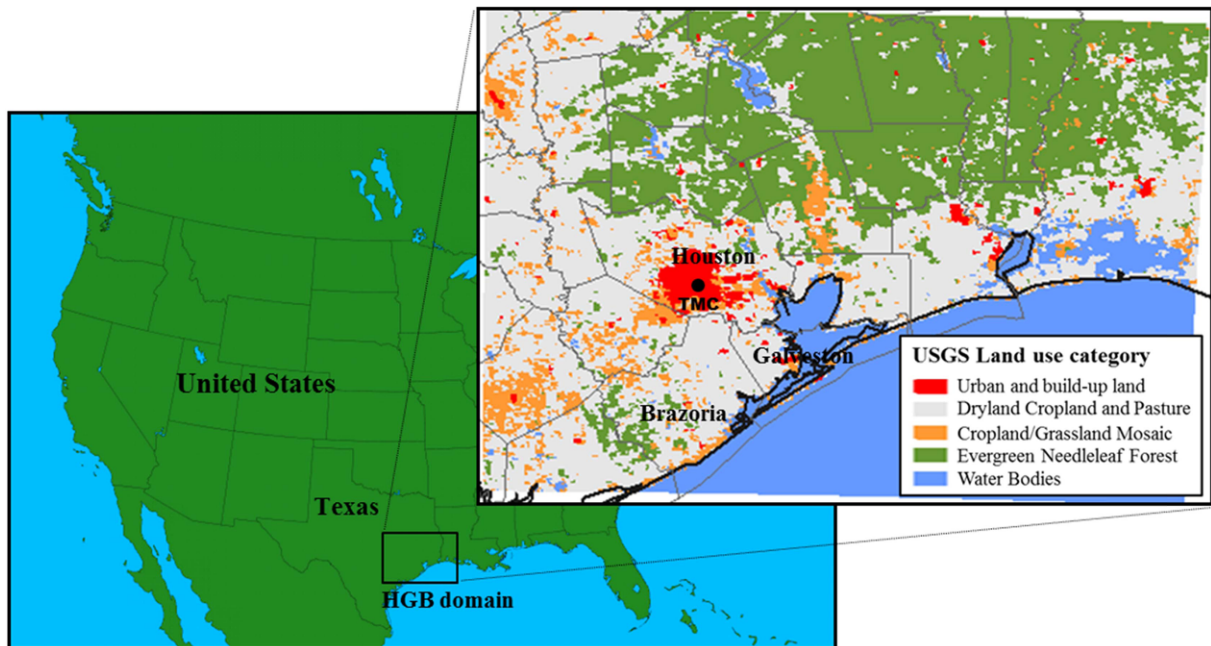 United States
Texas
HGB domain
Houston
TMC
Galveston
Brazoria
USGS Land use category
Urban and build-up land
Dryland Cropland and Pasture
Cropland/Grassland Mosaic
Evergreen Needleleaf Forest
Water Bodies